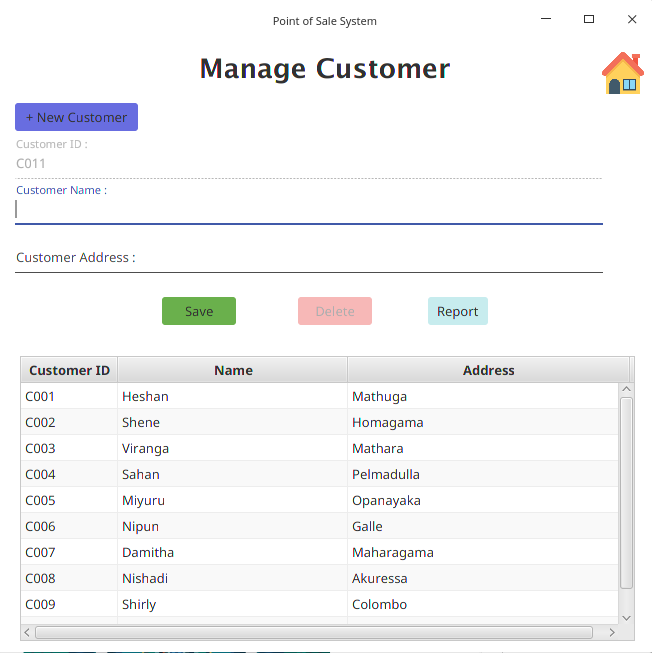 Point of Sale System
Manage Customer
+ New Customer
Customer ID :
C011
Customer Name :
Customer Address :
Save Delete Report
Customer ID Name Address
C001 Heshan Mathuga
C002 Shene Homagama
C003 Viranga Mathara
C004 Sahan Pelmadulla
C005 Miyuru Opanayaka
C006 Nipun Galle
C007 Damitha Maharagama
C008 Nishadi Akuressa
C009 Shirly Colombo